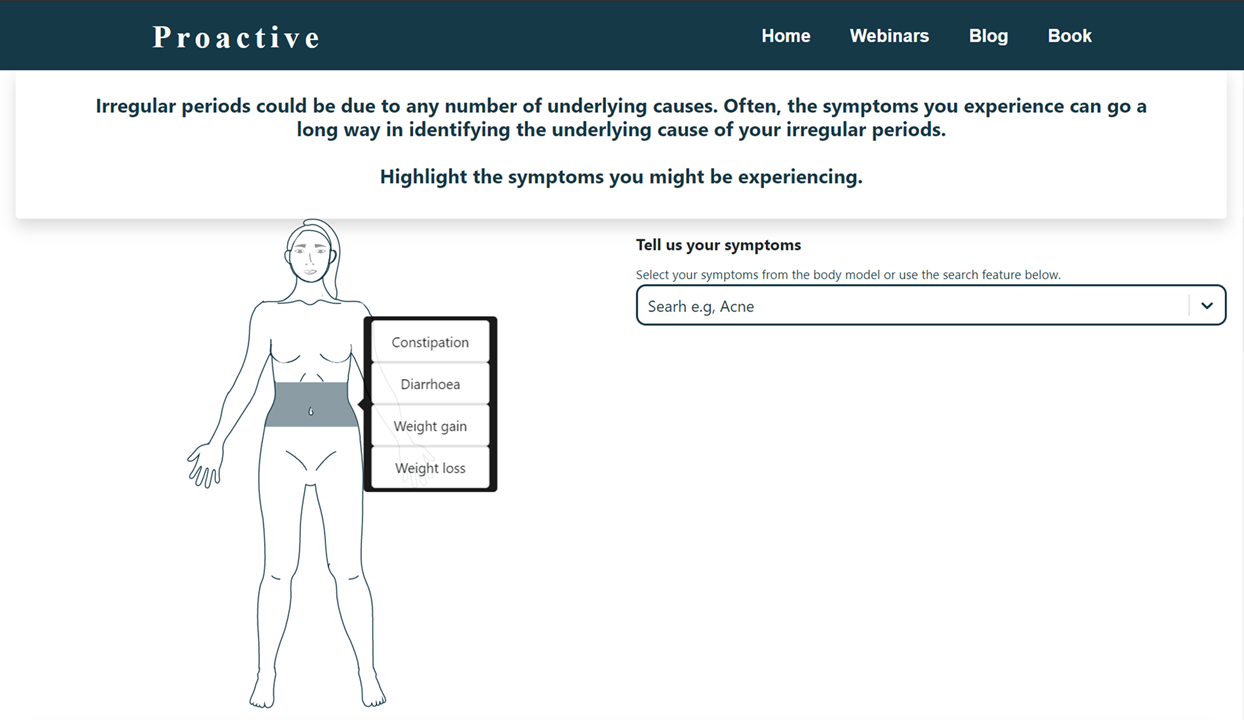 Proactive
Home
Webinars
Blog
Book
Irregular periods could be due to any number of underlying causes. Often, the symptoms you experience can go a
long way in identifying the underlying cause of your irregular periods.
Highlight the symptoms you might be experiencing.
Tell us your symptoms
Select your symptoms from the body model or use the search feature below.
Searh e.g, Acne
Constipation
Diarrhoea
Weight gain
Weight loss